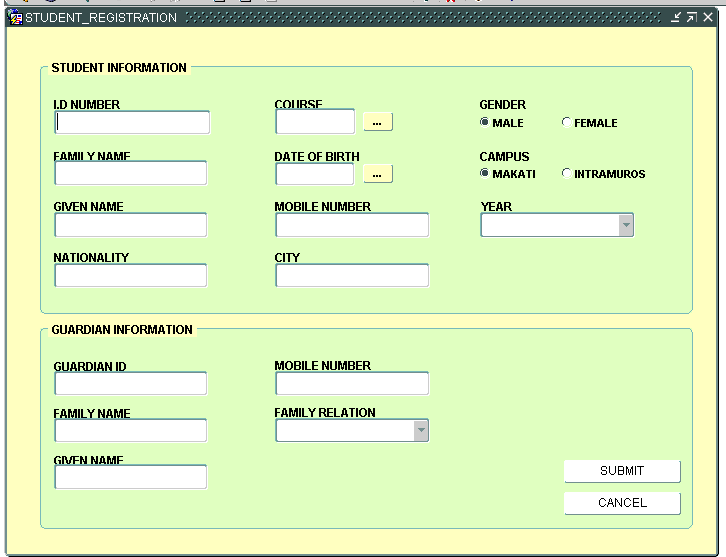 STUDENT_REGISTRATION
STUDENT INFORMATION
I.D NUMBER COURSE GENDER
... MALE FEMALE
FAMILY NAME DATE OF BIRTH CAMPUS
... MAKATI INTRAMUROS
GIVEN NAME MOBILE NUMBER YEAR
NATIONALITY CITY
GUARDIAN INFORMATION
GUARDIAN ID MOBILE NUMBER
FAMILY NAME FAMILY RELATION
GIVEN NAME
SUBMIT
CANCEL